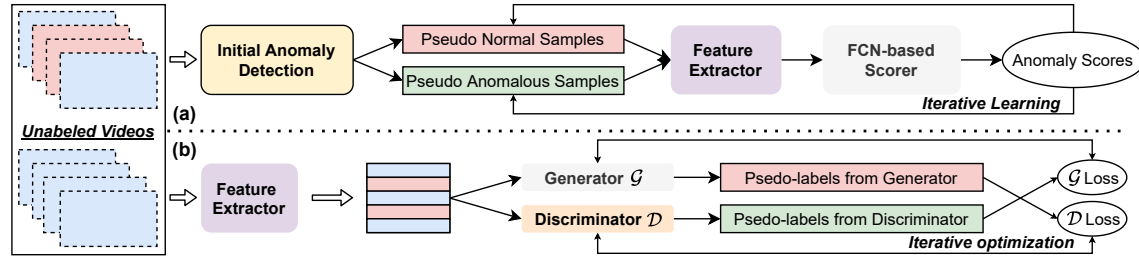 Initial Anomaly
Detection
Pseudo Normal Samples
Pseudo Anomalous Samples
Feature
Extractor
FCN-based
Scorer
Anomaly Scores
Iterative Learning
(a)
Unabeled Videos
(b)
Feature
Extractor
Generator 𝒢
Discriminator 𝒟
Psedo-labels from Generator
Psedo-labels from Discriminator
𝒢 Loss
𝒟 Loss
Iterative optimization